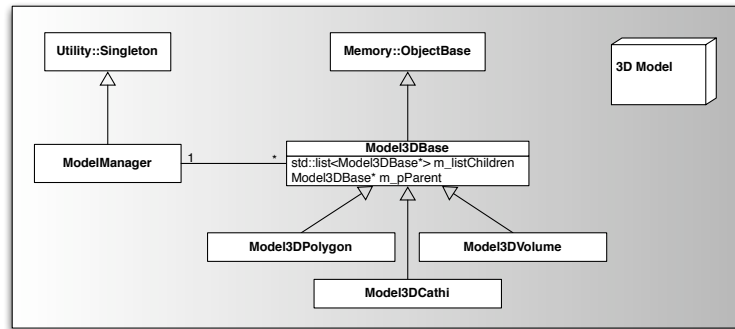 Utility::Singleton
Memory::ObjectBase
3D Model
ModelManager
1
*
Model3DBase
std::list<Model3DBase*> m_listChildren
Model3DBase* m_pParent
Model3DPolygon
Model3DVolume
Model3DCathi